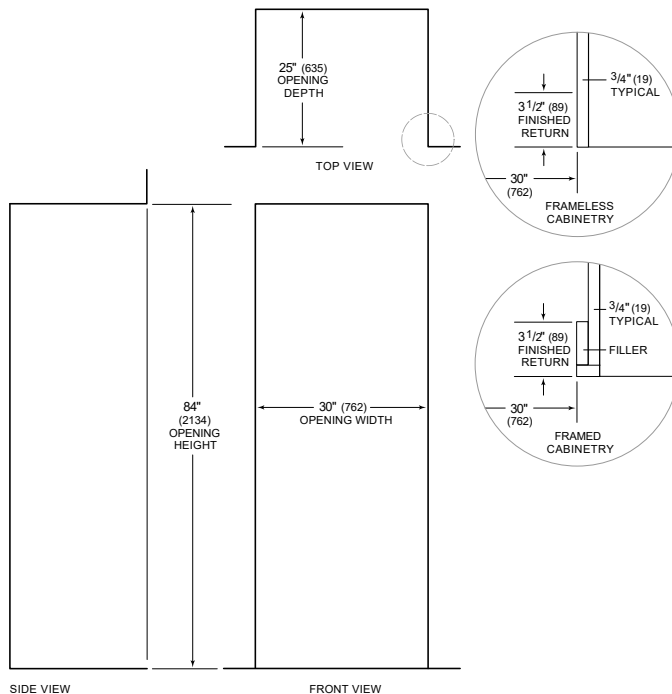 25" (635)
OPENING
DEPTH
TOP VIEW
3/4" (19)
TYPICAL
3 1/2" (89)
FINISHED
RETURN
30"
(762)
FRAMELESS
CABINETRY
3/4" (19)
TYPICAL
3 1/2" (89)
FINISHED
RETURN
FILLER
30"
(762)
FRAMED
CABINETRY
84"
(2134)
OPENING
HEIGHT
30" (762)
OPENING WIDTH
SIDE VIEW
FRONT VIEW